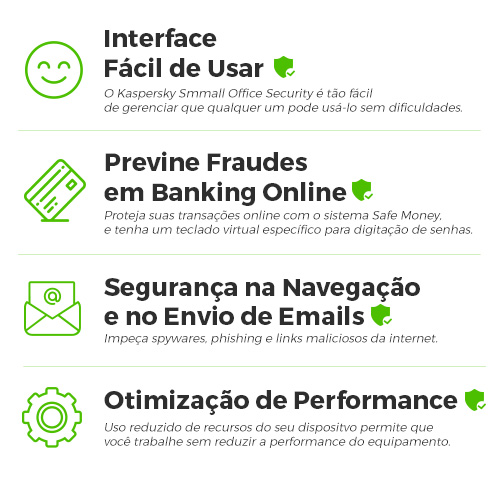 Interface
Fácil de Usar
O Kaspersky Smmall Office Security é tão fácil
de gerenciar que qualquer um pode usá-lo sem dificuldades.
Previne Fraudes
em Banking Online
Proteja suas transações online com o sistema Safe Money,
e tenha um teclado virtual específico para digitação de senhas.
@
Segurança na Navegação
e no Envio de Emails
Impeça spywares, phishing e links maliciosos da internet.
Otimização de Performance
Uso reduzido de recursos do seu dispositvo permite que
você trabalhe sem reduzir a performance do equipamento.